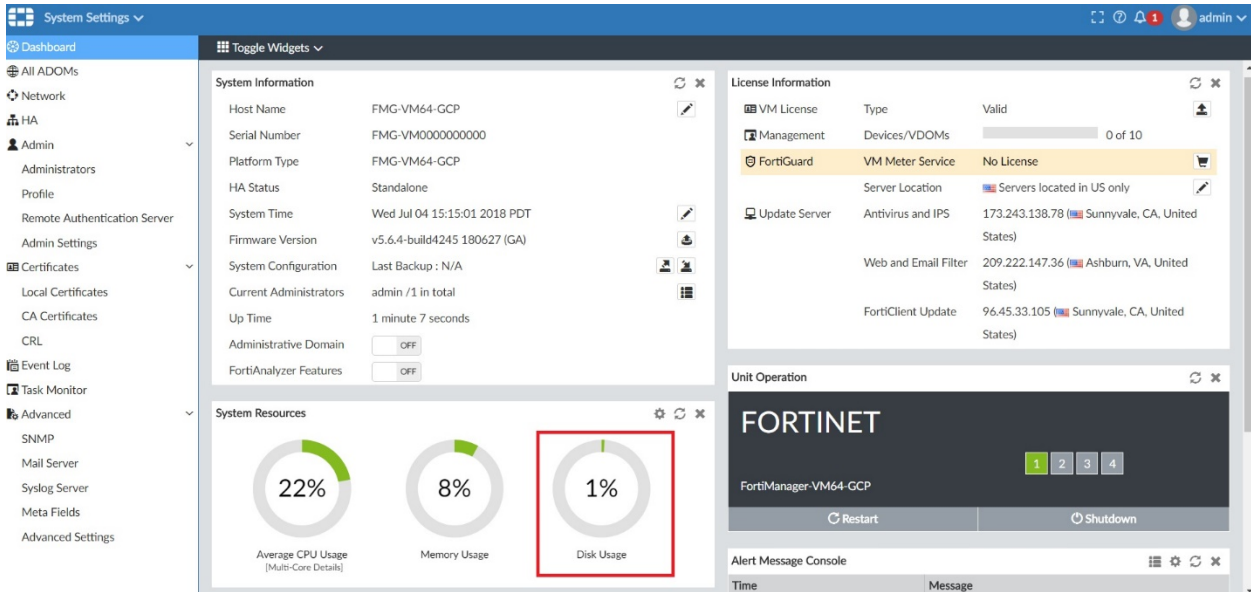 System Settings
1
admin
Dashboard
All ADOMs
Network
HA
Admin
Administrators
Profile
Remote Authentication Server
Admin Settings
Certificates
Local Certificates
CA Certificates
CRL
Event Log
Task Monitor
Advanced
SNMP
Mail Server
Syslog Server
Meta Fields
Advanced Settings
Toggle Widgets
System Information
Host Name FMG-VM64-GCP
Serial Number FMG-VM0000000000
Platform Type FMG-VM64-GCP
HA Status Standalone
System Time Wed Jul 04 15:15:01 2018 PDT
Firmware Version v5.6.4-build4245 180627 (GA)
System Configuration Last Backup : N/A
Current Administrators admin /1 in total
Up Time 1 minute 7 seconds
Administrative Domain OFF
FortiAnalyzer Features OFF
System Resources
22% 8% 1%
Average CPU Usage Memory Usage Disk Usage
[Multi-Core Details]
License Information
VM License Type Valid
Management Devices/VDOMs 0 of 10
FortiGuard VM Meter Service No License
Server Location Servers located in US only
Update Server Antivirus and IPS 173.243.138.78 ( Sunnyvale, CA, United
States)
Web and Email Filter 209.222.147.36 ( Ashburn, VA, United
States)
FortiClient Update 96.45.33.105 ( Sunnyvale, CA, United
States)
Unit Operation
FORTINET
1 2 3 4
FortiManager-VM64-GCP
Restart Shutdown
Alert Message Console
Time Message